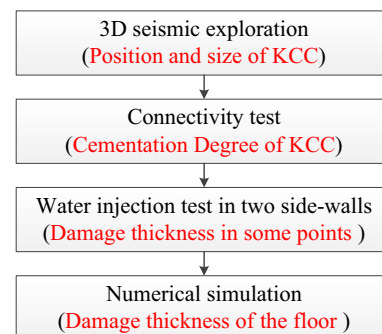 3D seismic exploration
(Position and size of KCC)
Connectivity test
(Cementation Degree of KCC)
Water injection test in two side-walls
(Damage thickness in some points )
Numerical simulation
(Damage thickness of the floor )